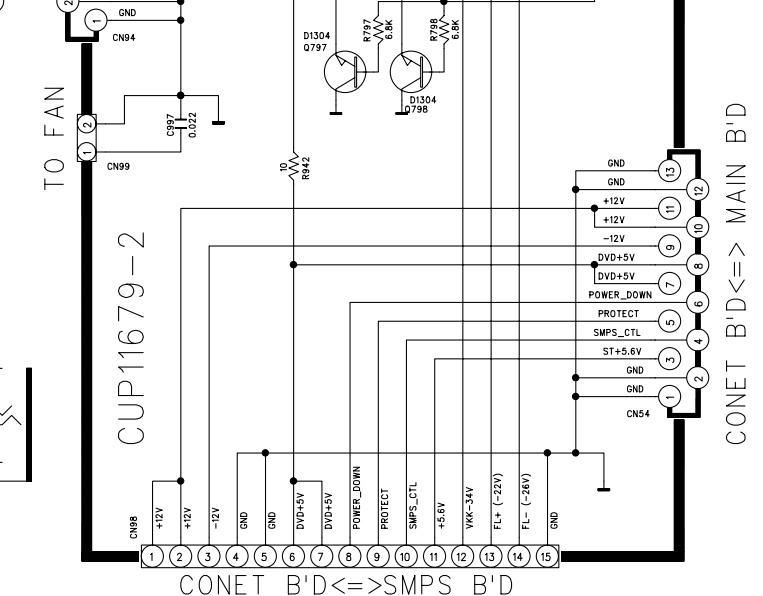 2
1
GND
CN94
D1304
Q797
R797
6.8K
R798
6.8K
D1304
Q798
TO FAN
2
1
CN99
C997
0.022
10
R942
CUP11679-2
GND 13
GND 12
+12V 11
+12V 10
-12V 9
DVD+5V 8
DVD+5V 7
POWER_DOWN 6
PROTECT 5
SMPS_CTL 4
ST+5.6V 3
GND 2
GND 1
CN54
CONET B'D<=> MAIN B'D
CN98
+12V
+12V
-12V
GND
GND
DVD+5V
DVD+5V
POWER_DOWN
PROTECT
SMPS_CTL
+5.6V
VKK-34V
FL+ (-22V)
FL- (-26V)
GND
1 2 3 4 5 6 7 8 9 10 11 12 13 14 15
CONET B'D<=>SMPS B'D